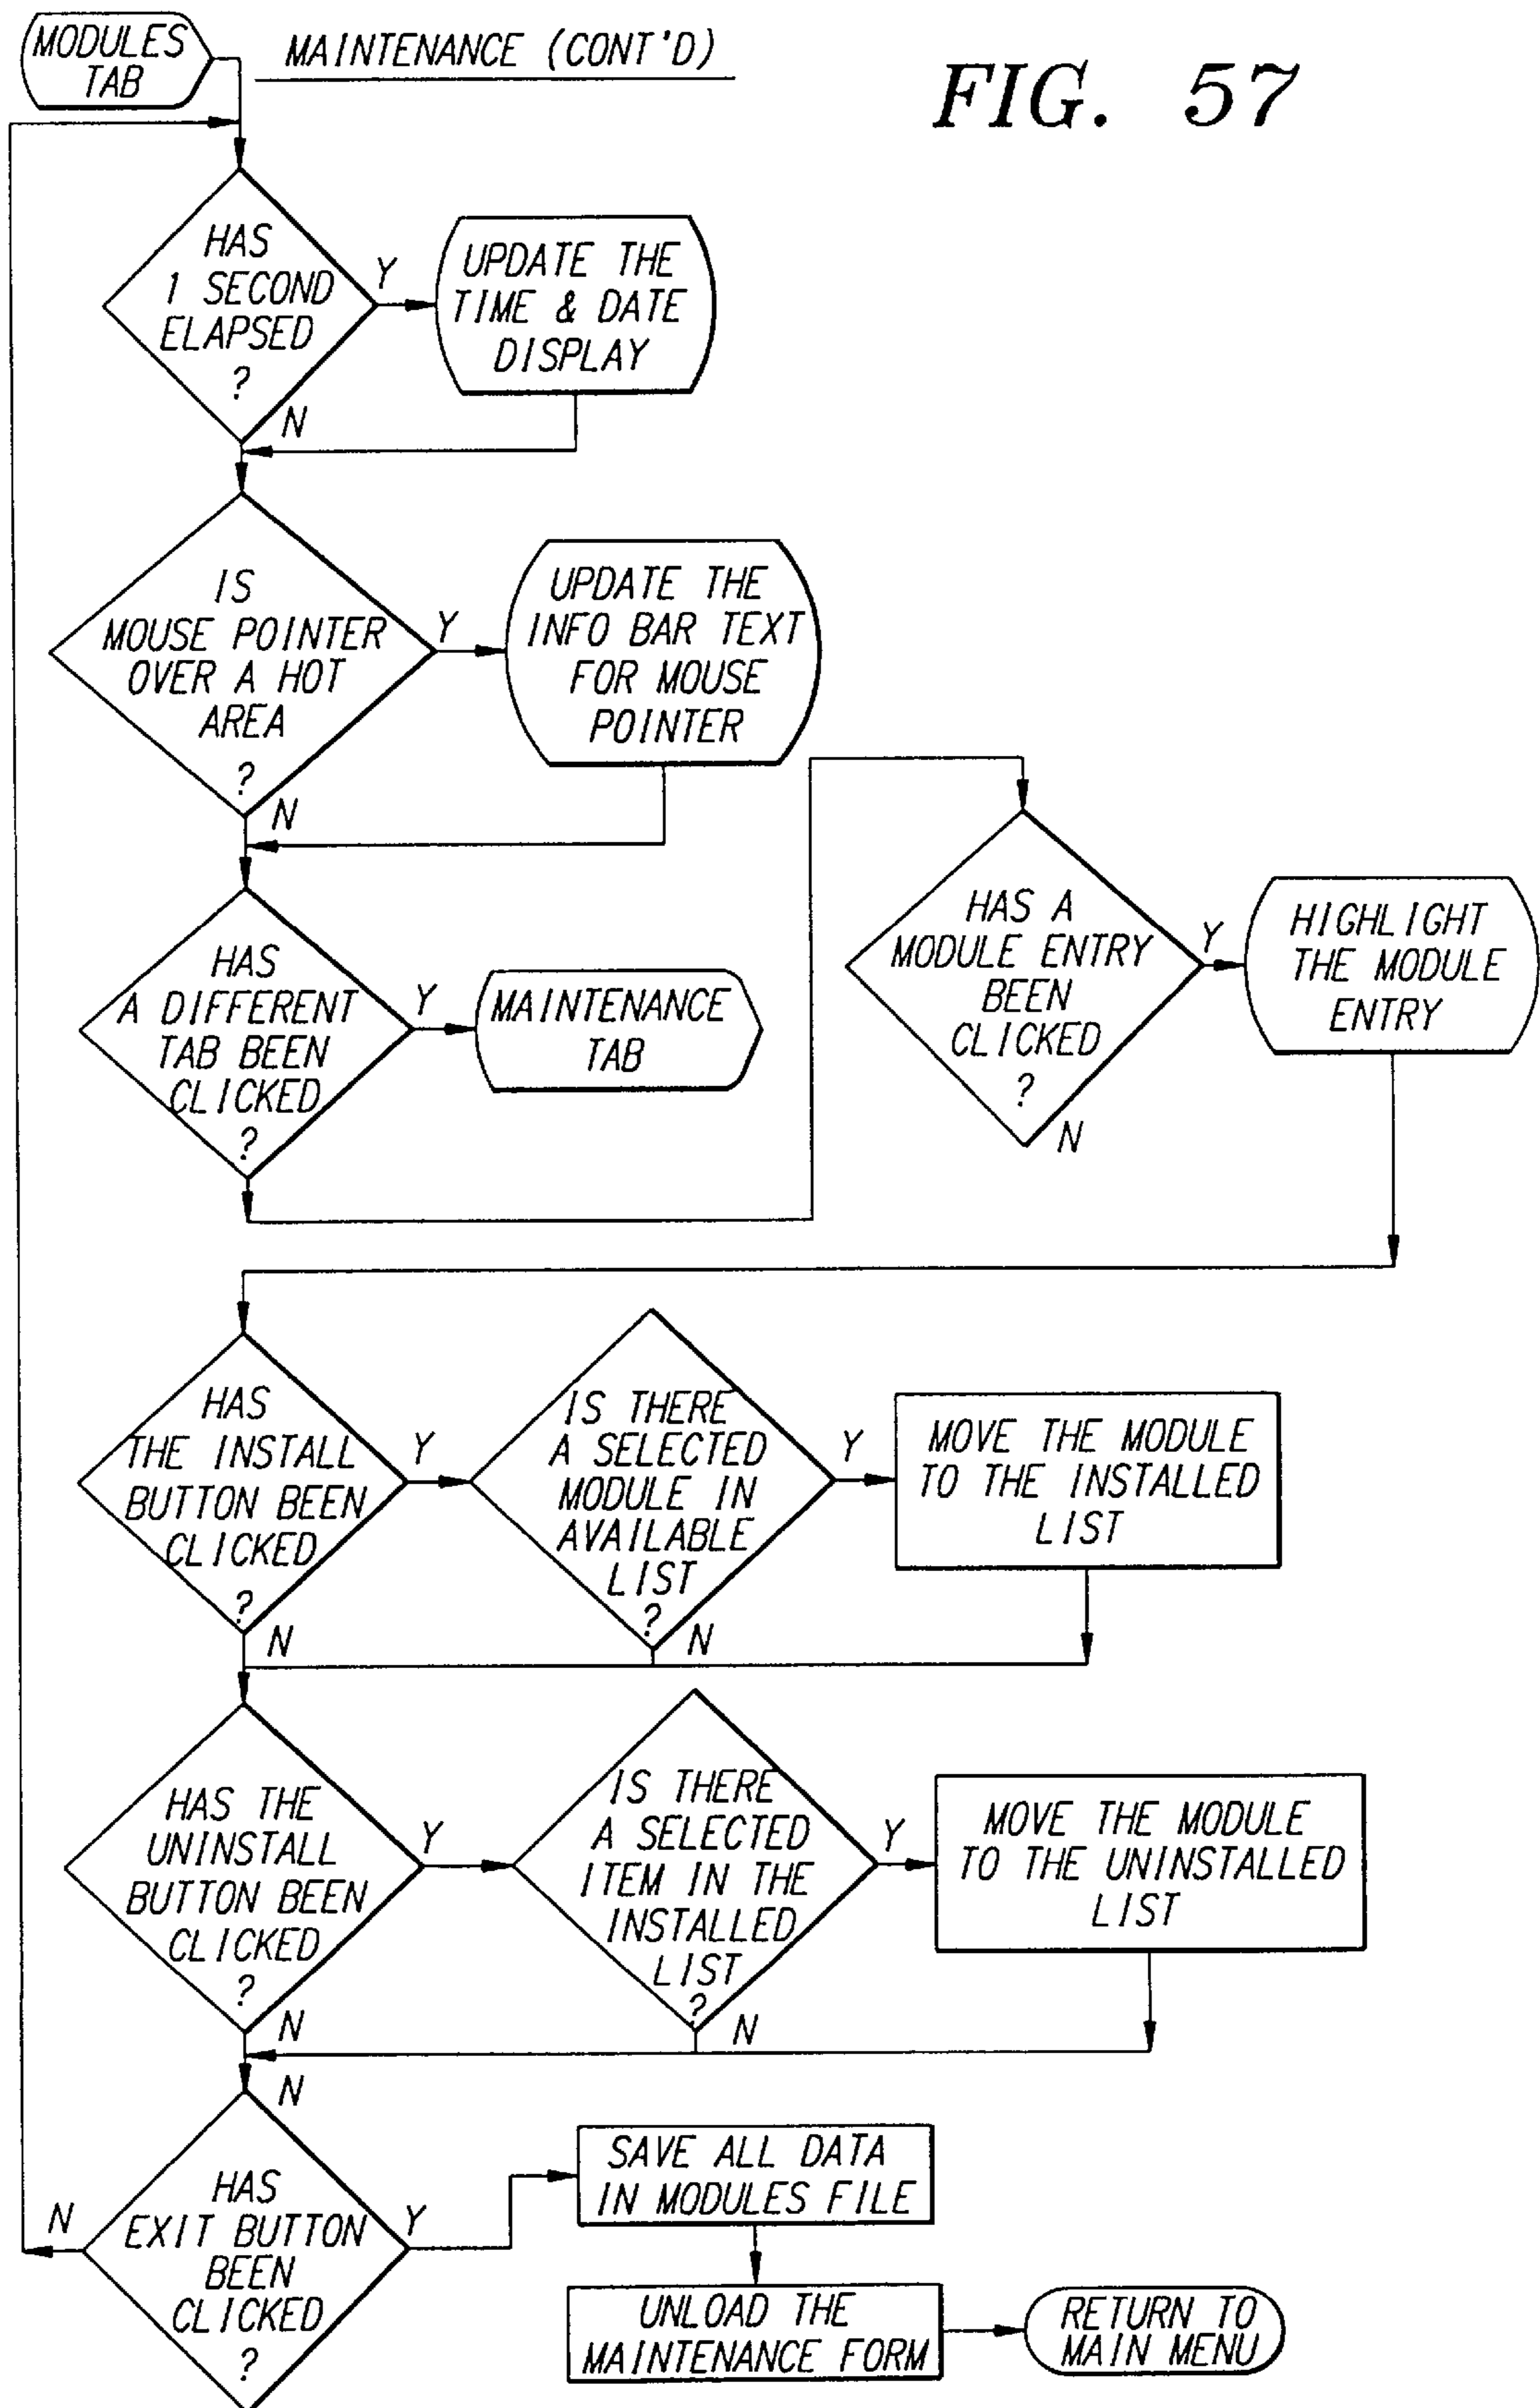 MODULES
TAB
MAINTENANCE (CONT'D)
FIG. 57
HAS
1 SECOND
ELAPSED
?
Y
UPDATE THE
TIME & DATE
DISPLAY
N
IS
MOUSE POINTER
OVER A HOT
AREA
?
Y
UPDATE THE
INFO BAR TEXT
FOR MOUSE
POINTER
N
HAS
A DIFFERENT
TAB BEEN
CLICKED
?
Y
MAINTENANCE
TAB
HAS A
MODULE ENTRY
BEEN
CLICKED
?
Y
HIGHLIGHT
THE MODULE
ENTRY
N
HAS
THE INSTALL
BUTTON BEEN
CLICKED
?
Y
IS THERE
A SELECTED
MODULE IN
AVAILABLE
LIST
?
Y
MOVE THE MODULE
TO THE INSTALLED
LIST
N
N
HAS THE
UNINSTALL
BUTTON BEEN
CLICKED
?
Y
IS THERE
A SELECTED
ITEM IN THE
INSTALLED
LIST
?
Y
MOVE THE MODULE
TO THE UNINSTALLED
LIST
N
N
N
HAS
EXIT BUTTON
BEEN
CLICKED
?
N
Y
SAVE ALL DATA
IN MODULES FILE
UNLOAD THE
MAINTENANCE FORM
RETURN TO
MAIN MENU